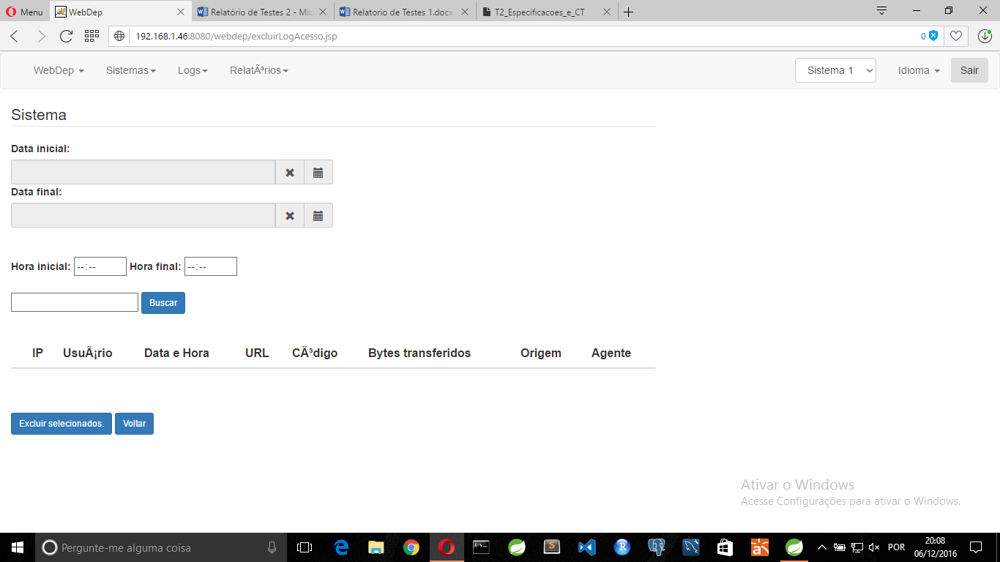 Menu WebDep Relatório de Testes 2 - Mic Relatorio de Testes 1.docx T2_Especificacoes_e_CT
192.168.1.46:8080/webdep/excluirLogAcesso.jsp 0
WebDep Sistemas Logs RelatÃ³rios Sistema 1 Idioma Sair
Sistema
Data inicial:
Data final:
Hora inicial: --:-- Hora final: --:--
Buscar
IP UsuÃ¡rio Data e Hora URL CÃ³digo Bytes transferidos Origem Agente
Excluir selecionados. Voltar
Ativar o Windows
Acesse Configurações para ativar o Windows.
Pergunte-me alguma coisa POR 20:08
06/12/2016